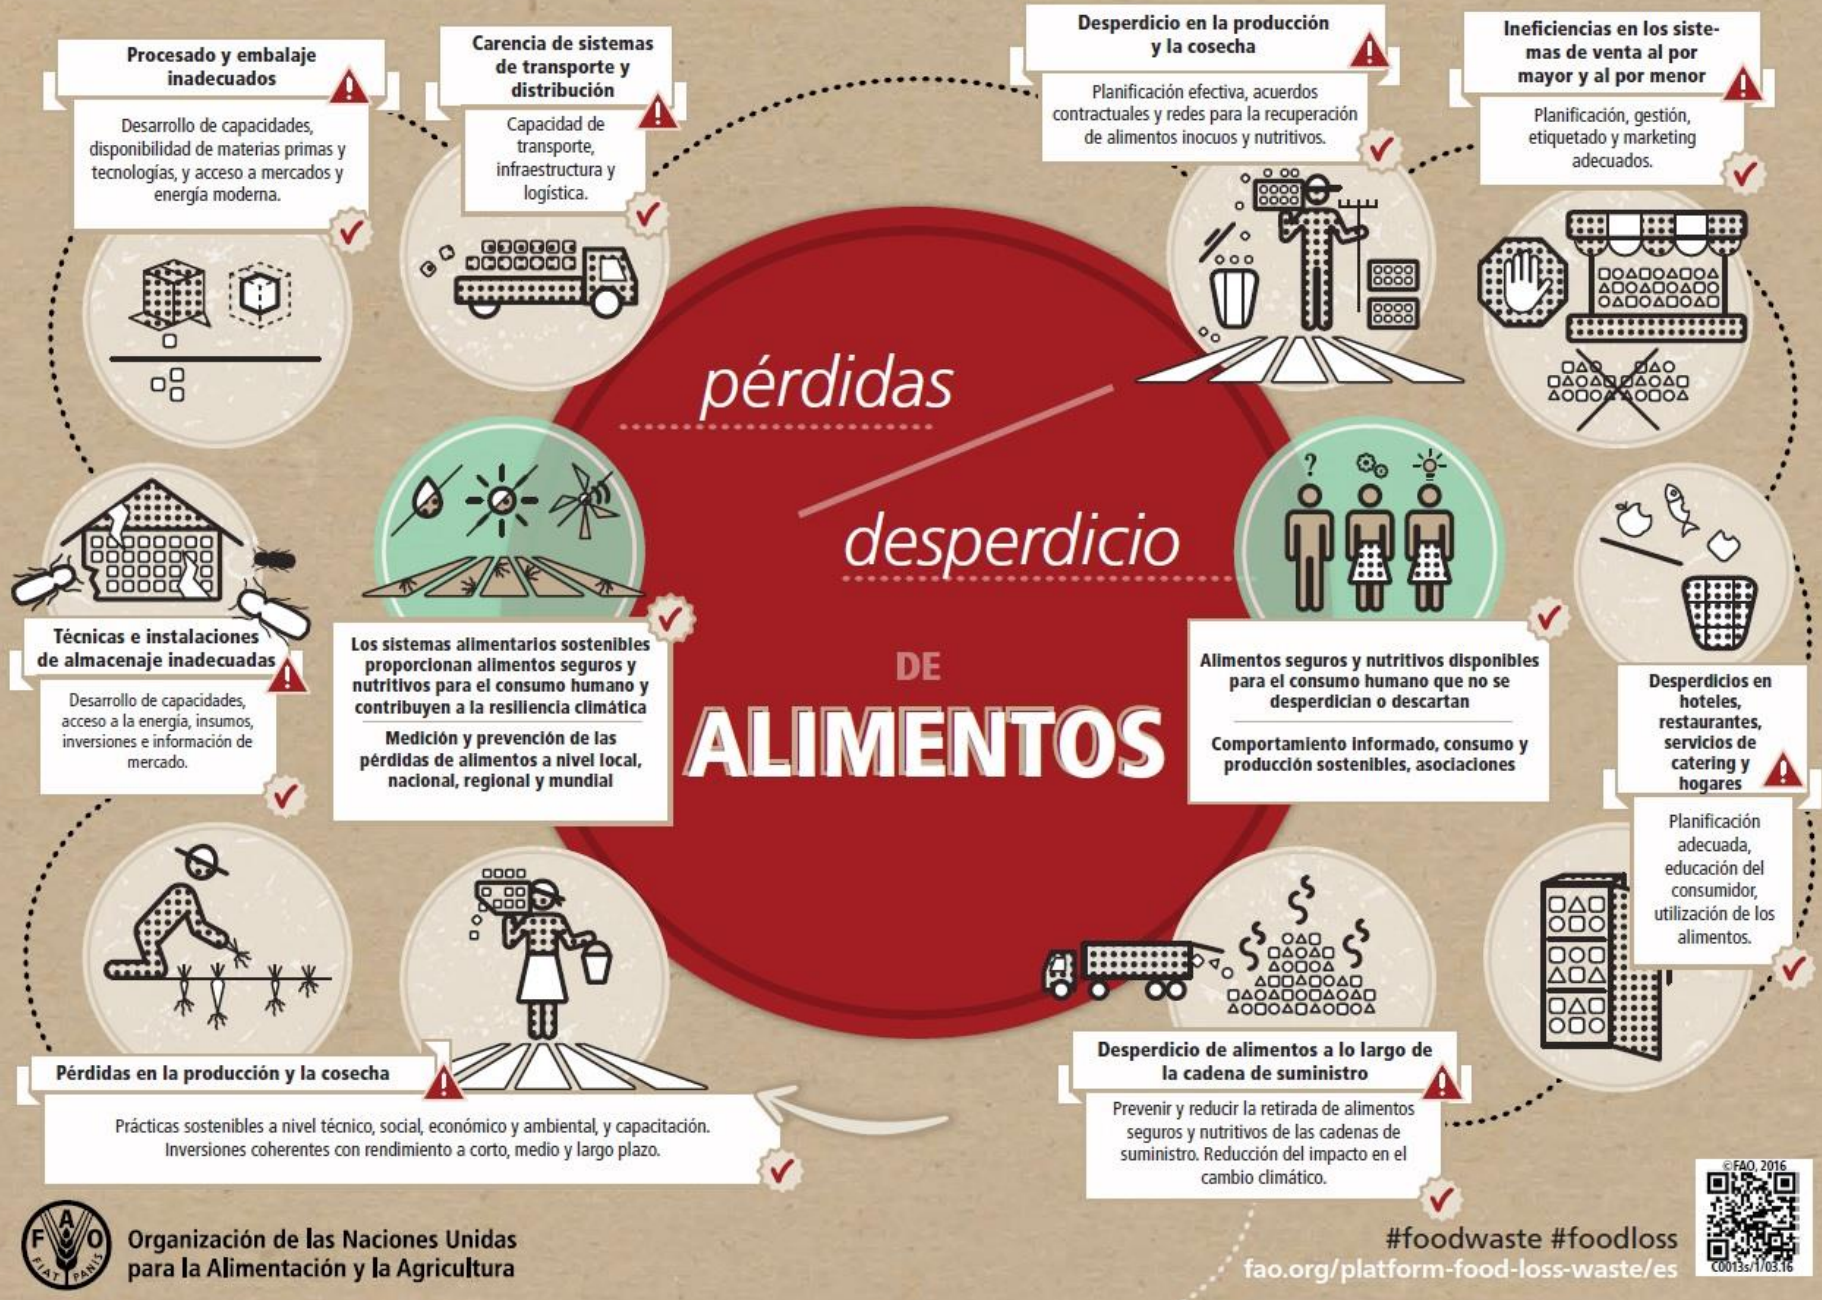 Procesado y embalaje
inadecuados
Desarrollo de capacidades,
disponibilidad de materias primas y
tecnologías, y acceso a mercados y
energía moderna.
Carencia de sistemas
de transporte y
distribución
Capacidad de
transporte,
infraestructura y
logística.
Desperdicio en la producción
y la cosecha
Planificación efectiva, acuerdos
contractuales y redes para la recuperación
de alimentos inocuos y nutritivos.
Ineficiencias en los siste-
mas de venta al por
mayor y al por menor
Planificación, gestión,
etiquetado y marketing
adecuados.
pérdidas
desperdicio
DE
ALIMENTOS
Técnicas e instalaciones
de almacenaje inadecuadas
Desarrollo de capacidades,
acceso a la energía, insumos,
inversiones e información de
mercado.
Los sistemas alimentarios sostenibles
proporcionan alimentos seguros y
nutritivos para el consumo humano y
contribuyen a la resiliencia climática
Medición y prevención de las
pérdidas de alimentos a nivel local,
nacional, regional y mundial
?
Alimentos seguros y nutritivos disponibles
para el consumo humano que no se
desperdician o descartan
Comportamiento informado, consumo y
producción sostenibles, asociaciones
Desperdicios en
hoteles,
restaurantes,
servicios de
catering y
hogares
Planificación
adecuada,
educación del
consumidor,
utilización de los
alimentos.
Pérdidas en la producción y la cosecha
Prácticas sostenibles a nivel técnico, social, económico y ambiental, y capacitación.
Inversiones coherentes con rendimiento a corto, medio y largo plazo.
Desperdicio de alimentos a lo largo de
la cadena de suministro
Prevenir y reducir la retirada de alimentos
seguros y nutritivos de las cadenas de
suministro. Reducción del impacto en el
cambio climático.
FAO
FIAT PANIS
Organización de las Naciones Unidas
para la Alimentación y la Agricultura
#foodwaste #foodloss
fao.org/platform-food-loss-waste/es
©FAO, 2016
C0013s/1/03.16